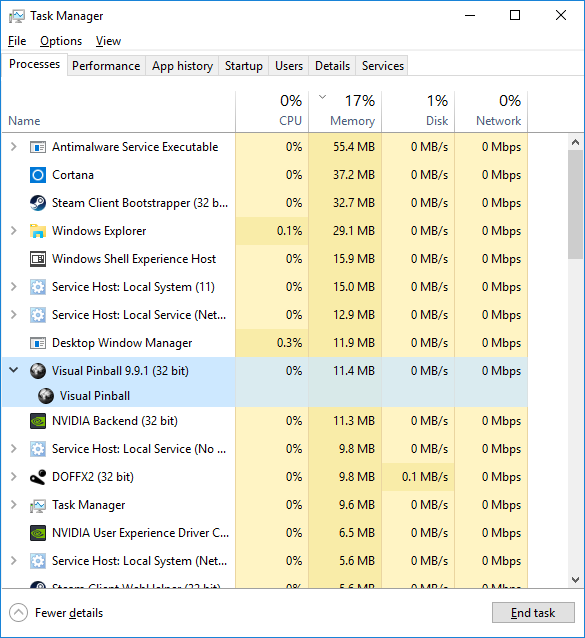 Task Manager
File Options View
Processes Performance App history Startup Users Details Services
0% 17% 1% 0%
Name CPU Memory Disk Network
Antimalware Service Executable 0% 55.4 MB 0 MB/s 0 Mbps
Cortana 0% 37.2 MB 0 MB/s 0 Mbps
Steam Client Bootstrapper (32 b... 0% 32.7 MB 0 MB/s 0 Mbps
Windows Explorer 0.1% 29.1 MB 0 MB/s 0 Mbps
Windows Shell Experience Host 0% 15.9 MB 0 MB/s 0 Mbps
Service Host: Local System (11) 0% 15.0 MB 0 MB/s 0 Mbps
Service Host: Local Service (Net... 0% 12.9 MB 0 MB/s 0 Mbps
Desktop Window Manager 0.3% 11.9 MB 0 MB/s 0 Mbps
Visual Pinball 9.9.1 (32 bit) 0% 11.4 MB 0 MB/s 0 Mbps
Visual Pinball
NVIDIA Backend (32 bit) 0% 11.3 MB 0 MB/s 0 Mbps
Service Host: Local Service (No ... 0% 9.8 MB 0 MB/s 0 Mbps
DOFFX2 (32 bit) 0% 9.8 MB 0.1 MB/s 0 Mbps
Task Manager 0% 9.6 MB 0 MB/s 0 Mbps
NVIDIA User Experience Driver C... 0% 6.5 MB 0 MB/s 0 Mbps
Service Host: Local System (Net... 0% 5.6 MB 0 MB/s 0 Mbps
Steam Client WebHelper (32 bit) 0% 5.6 MB 0 MB/s 0 Mbps
Fewer details End task